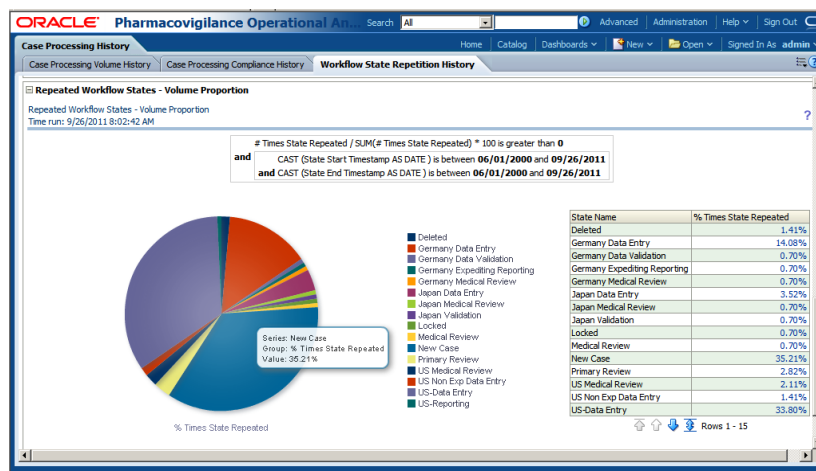 ORACLE® Pharmacovigilance Operational An... Search All Advanced Administration Help Sign Out
Case Processing History Home Catalog Dashboards New Open Signed In As admin
Case Processing Volume History Case Processing Compliance History Workflow State Repetition History
Repeated Workflow States - Volume Proportion
Repeated Workflow States - Volume Proportion
Time run: 9/26/2011 8:02:42 AM
?
# Times State Repeated / SUM(# Times State Repeated) * 100 is greater than 0
and CAST (State Start Timestamp AS DATE ) is between 06/01/2000 and 09/26/2011
and CAST (State End Timestamp AS DATE ) is between 06/01/2000 and 09/26/2011
Series: New Case
Group: % Times State Repeated
Value: 35.21%
% Times State Repeated
Deleted
Germany Data Entry
Germany Data Validation
Germany Expediting Reporting
Germany Medical Review
Japan Data Entry
Japan Medical Review
Japan Validation
Locked
Medical Review
New Case
Primary Review
US Medical Review
US Non Exp Data Entry
US-Data Entry
US-Reporting
State Name % Times State Repeated
Deleted 1.41%
Germany Data Entry 14.08%
Germany Data Validation 0.70%
Germany Expediting Reporting 0.70%
Germany Medical Review 0.70%
Japan Data Entry 3.52%
Japan Medical Review 0.70%
Japan Validation 0.70%
Locked 0.70%
Medical Review 0.70%
New Case 35.21%
Primary Review 2.82%
US Medical Review 2.11%
US Non Exp Data Entry 1.41%
US-Data Entry 33.80%
Rows 1 - 15